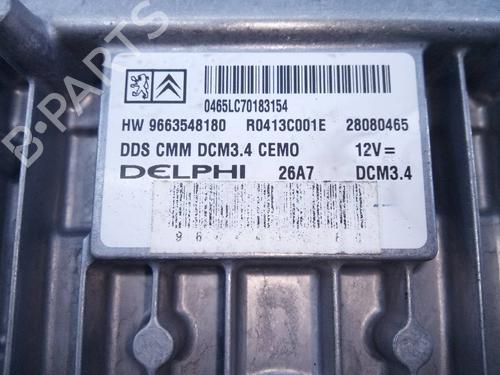 0465LC70183154
HW 9663548180 R0413C001E 28080465
DDS CMM DCM3.4 CEMO 12V=
DELPHI 26A7 DCM3.4
B-PARTS